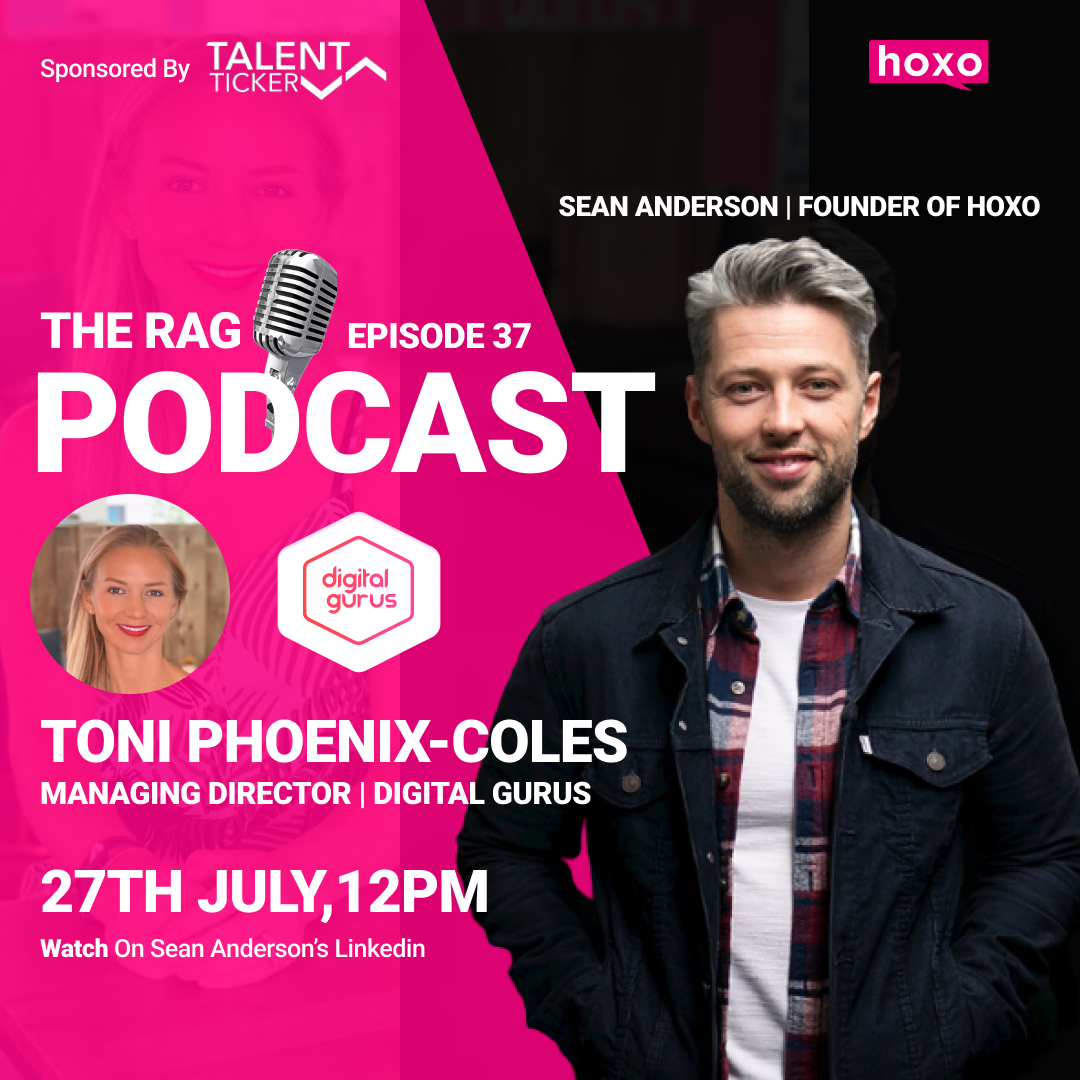 Sponsored By
TALENT
TICKER
hoxo
SEAN ANDERSON | FOUNDER OF HOXO
THE RAG
EPISODE 37
PODCAST
digital
gurus
TONI PHOENIX-COLES
MANAGING DIRECTOR | DIGITAL GURUS
27TH JULY,12PM
Watch On Sean Anderson’s Linkedin